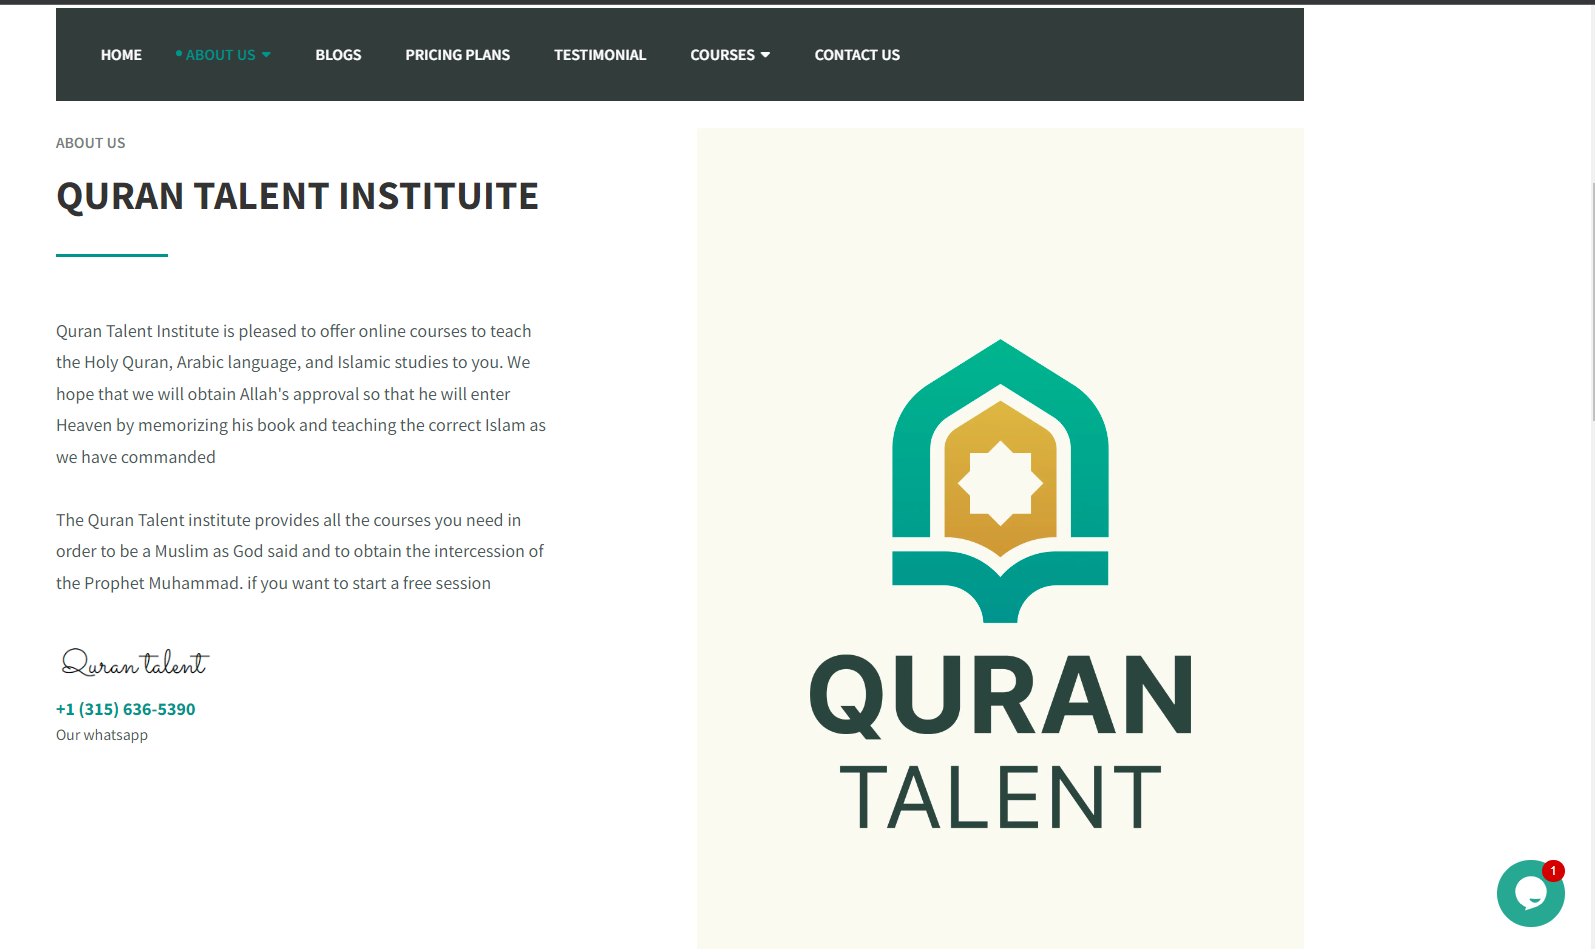 HOME
ABOUT US
BLOGS
PRICING PLANS
TESTIMONIAL
COURSES
CONTACT US
ABOUT US
QURAN TALENT INSTITUITE
Quran Talent Institute is pleased to offer online courses to teach
the Holy Quran, Arabic language, and Islamic studies to you. We
hope that we will obtain Allah's approval so that he will enter
Heaven by memorizing his book and teaching the correct Islam as
we have commanded
The Quran Talent institute provides all the courses you need in
order to be a Muslim as God said and to obtain the intercession of
the Prophet Muhammad. if you want to start a free session
Quran talent
+1 (315) 636-5390
Our whatsapp
QURAN
TALENT
1